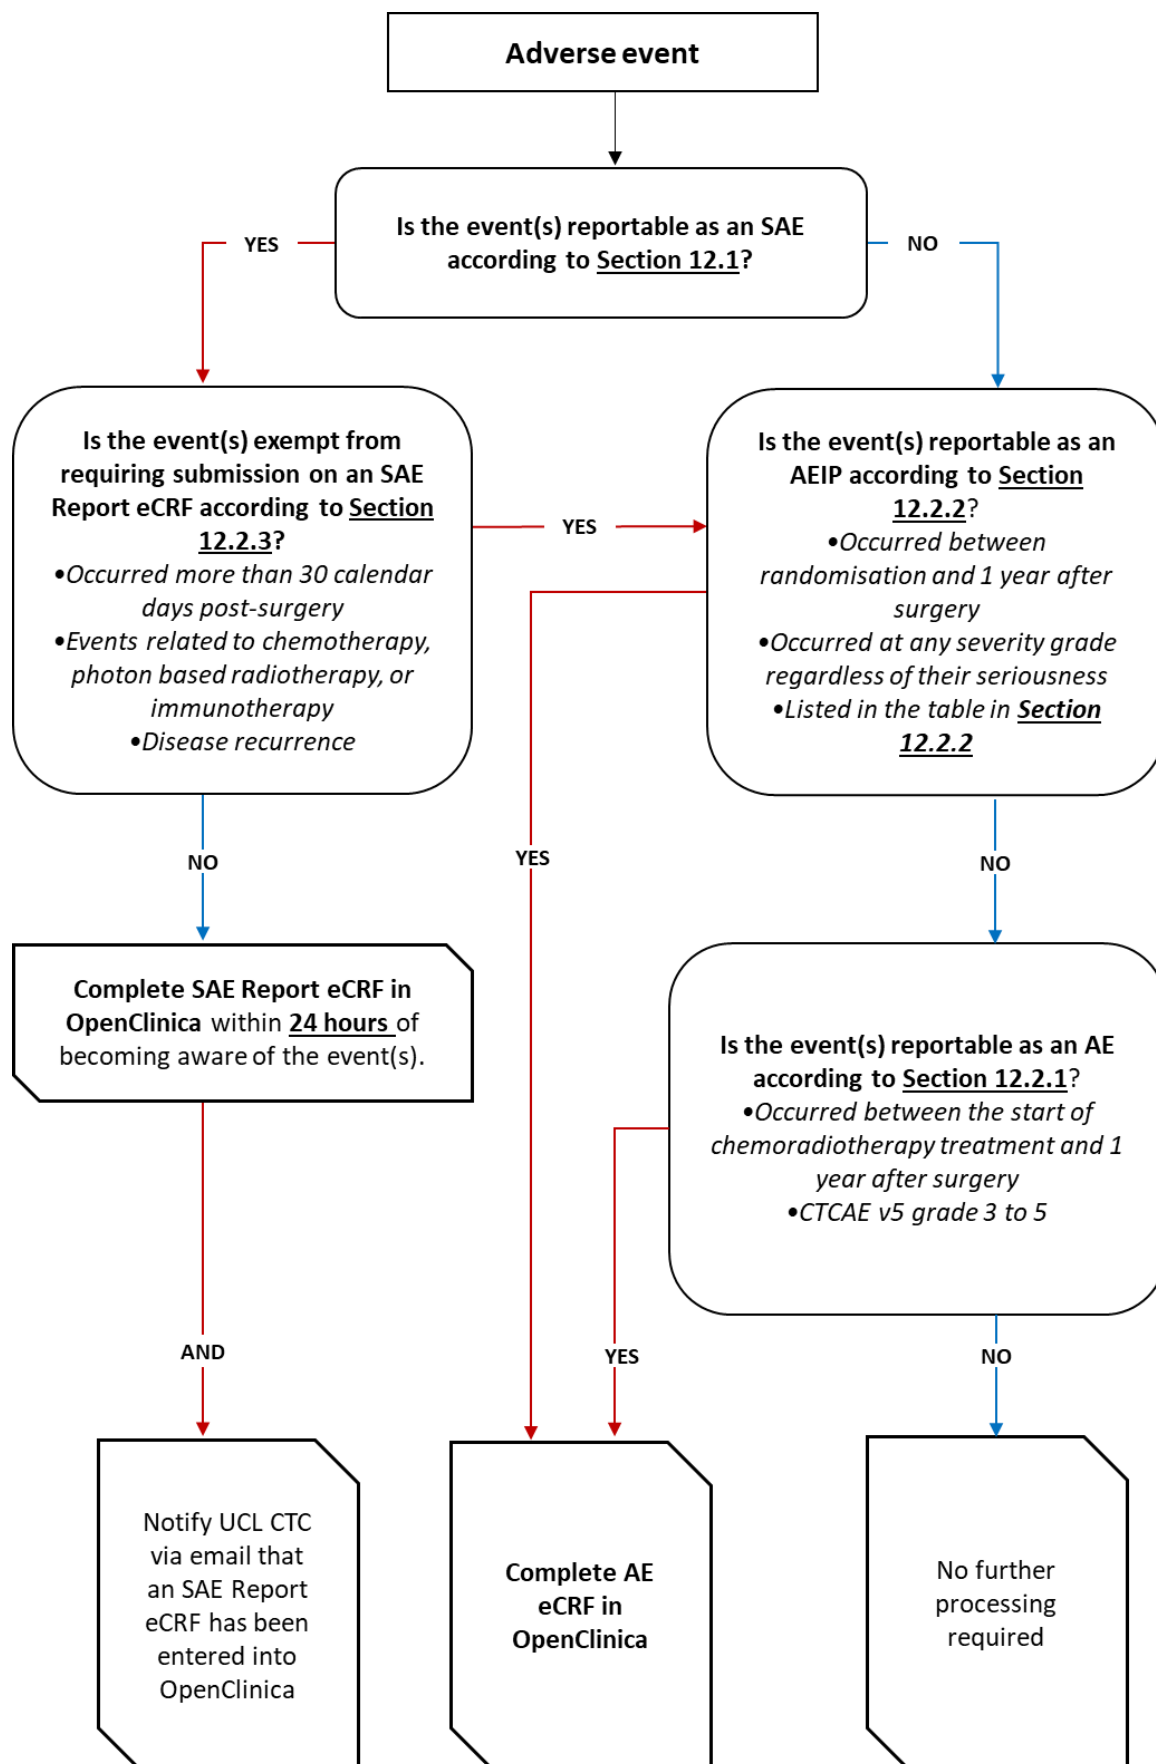 Adverse event
Is the event(s) reportable as an SAE
according to Section 12.1?
YES
NO
Is the event(s) exempt from
requiring submission on an SAE
Report eCRF according to Section
12.2.3?
•Occurred more than 30 calendar
days post-surgery
•Events related to chemotherapy,
photon based radiotherapy, or
immunotherapy
•Disease recurrence
YES
Is the event(s) reportable as an
AEIP according to Section
12.2.2?
•Occurred between
randomisation and 1 year after
surgery
•Occurred at any severity grade
regardless of their seriousness
•Listed in the table in Section
12.2.2
NO
YES
NO
Complete SAE Report eCRF in
OpenClinica within 24 hours of
becoming aware of the event(s).
Is the event(s) reportable as an AE
according to Section 12.2.1?
•Occurred between the start of
chemoradiotherapy treatment and 1
year after surgery
•CTCAE v5 grade 3 to 5
AND
YES
NO
Notify UCL CTC
via email that
an SAE Report
eCRF has been
entered into
OpenClinica
Complete AE
eCRF in
OpenClinica
No further
processing
required